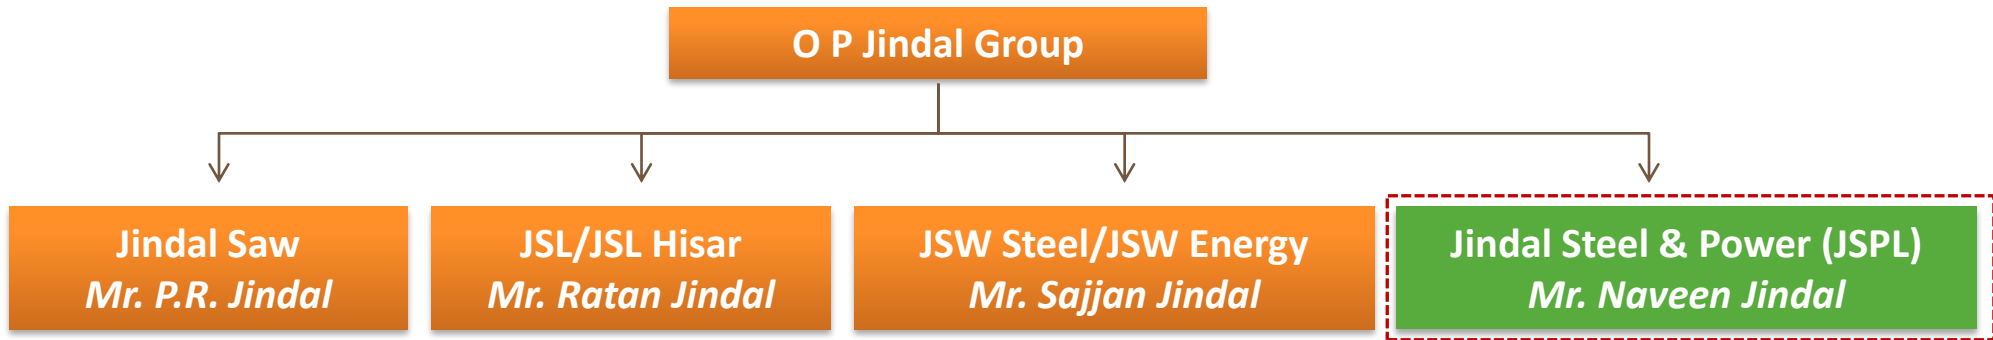 O P Jindal Group
Jindal Saw
Mr. P.R. Jindal
JSL/JSL Hisar
Mr. Ratan Jindal
JSW Steel/JSW Energy
Mr. Sajjan Jindal
Jindal Steel & Power (JSPL)
Mr. Naveen Jindal